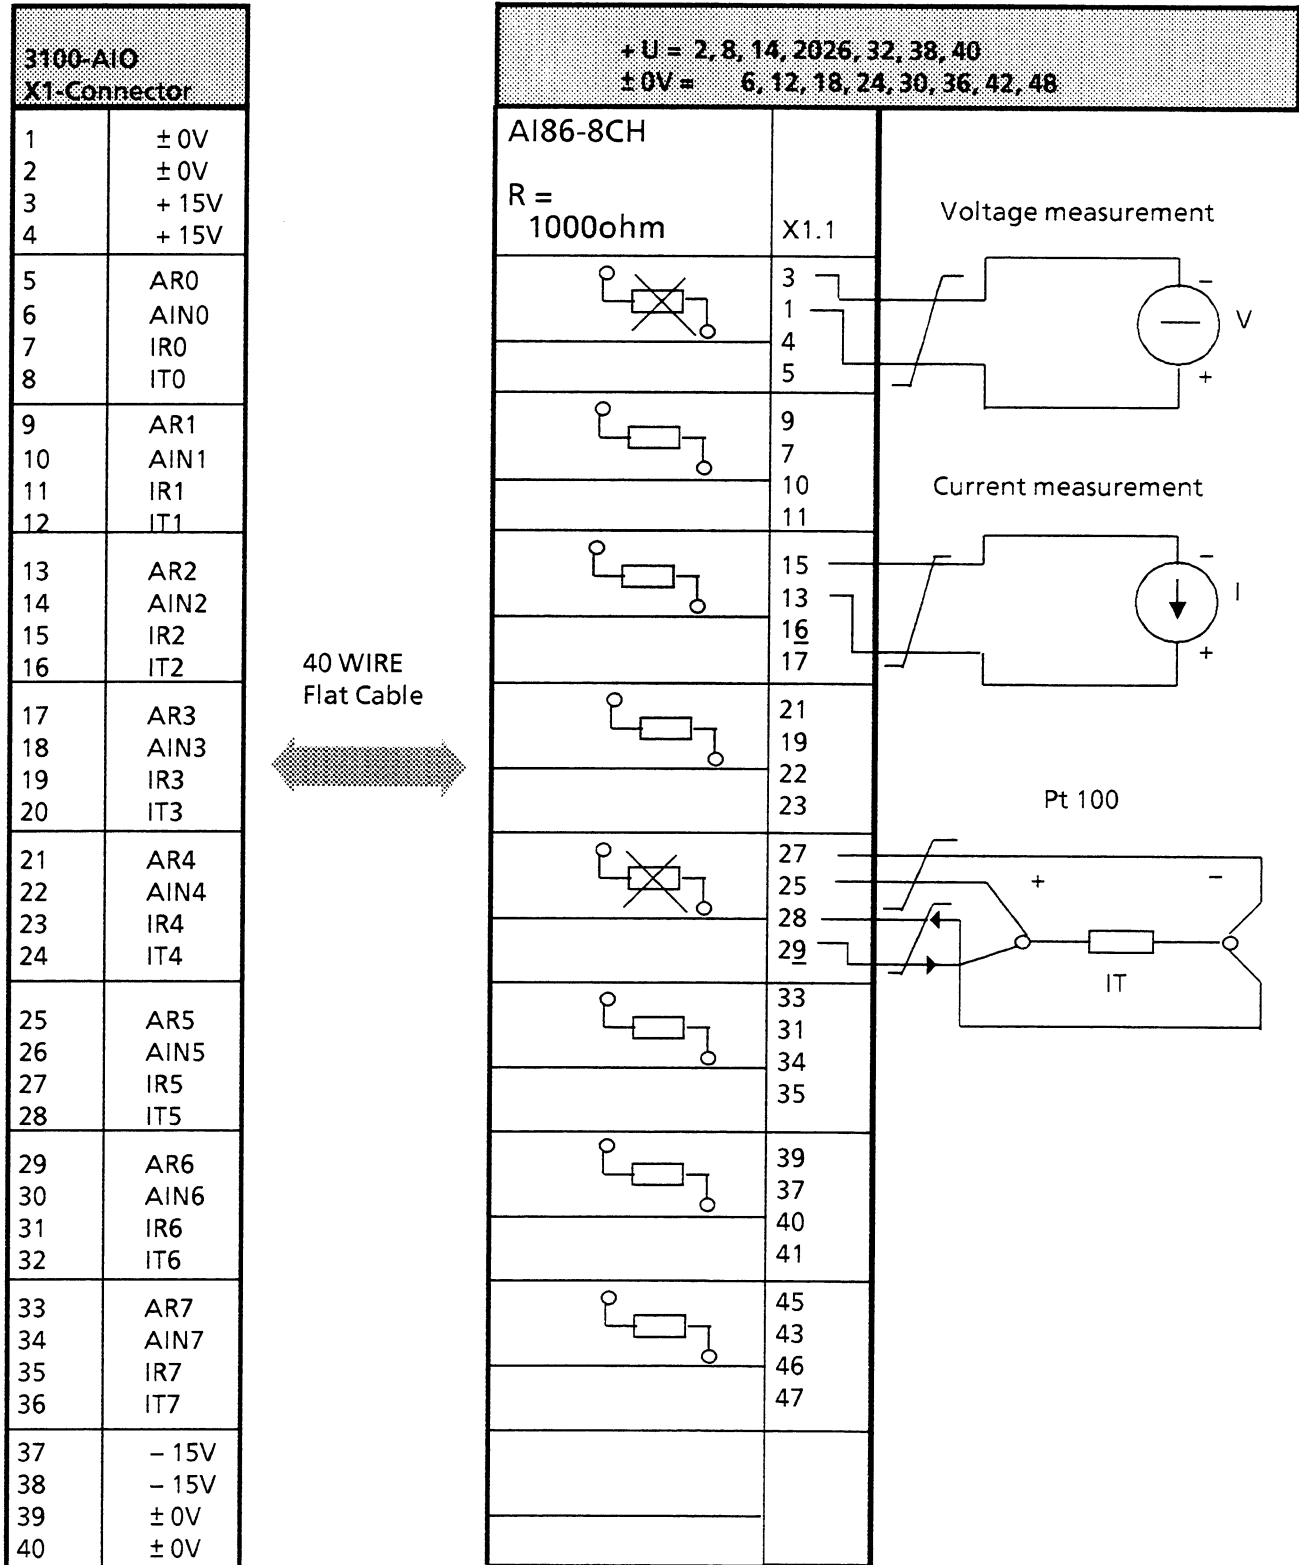 3100-AIO
X1-Connector
1 ± 0V
2 ± 0V
3 + 15V
4 + 15V
5 AR0
6 AIN0
7 IR0
8 IT0
9 AR1
10 AIN1
11 IR1
12 IT1
13 AR2
14 AIN2
15 IR2
16 IT2
17 AR3
18 AIN3
19 IR3
20 IT3
21 AR4
22 AIN4
23 IR4
24 IT4
25 AR5
26 AIN5
27 IR5
28 IT5
29 AR6
30 AIN6
31 IR6
32 IT6
33 AR7
34 AIN7
35 IR7
36 IT7
37 – 15V
38 – 15V
39 ± 0V
40 ± 0V
40 WIRE
Flat Cable
+ U = 2, 8, 14, 2026, 32, 38, 40
± 0V = 6, 12, 18, 24, 30, 36, 42, 48
AI86-8CH
R =
1000ohm
X1.1
3
1
4
5
9
7
10
11
15
13
16
17
21
19
22
23
27
25
28
29
33
31
34
35
39
37
40
41
45
43
46
47
Voltage measurement
–
V
+
Current measurement
–
I
+
Pt 100
+ –
IT